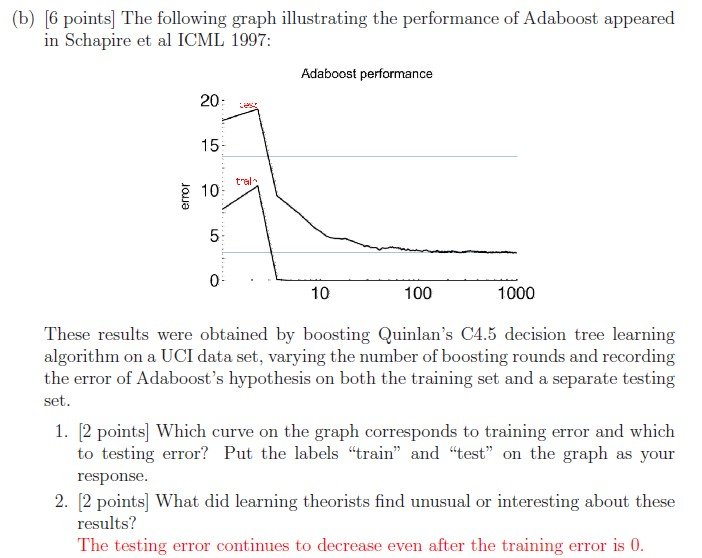 (b) [6 points] The following graph illustrating the performance of Adaboost appeared
in Schapire et al ICML 1997:
Adaboost performance
20
test
15
train
10
error
5
0
10 100 1000
These results were obtained by boosting Quinlan's C4.5 decision tree learning
algorithm on a UCI data set, varying the number of boosting rounds and recording
the error of Adaboost's hypothesis on both the training set and a separate testing
set.
1. [2 points] Which curve on the graph corresponds to training error and which
to testing error? Put the labels "train" and "test" on the graph as your
response.
2. [2 points] What did learning theorists find unusual or interesting about these
results?
The testing error continues to decrease even after the training error is 0.